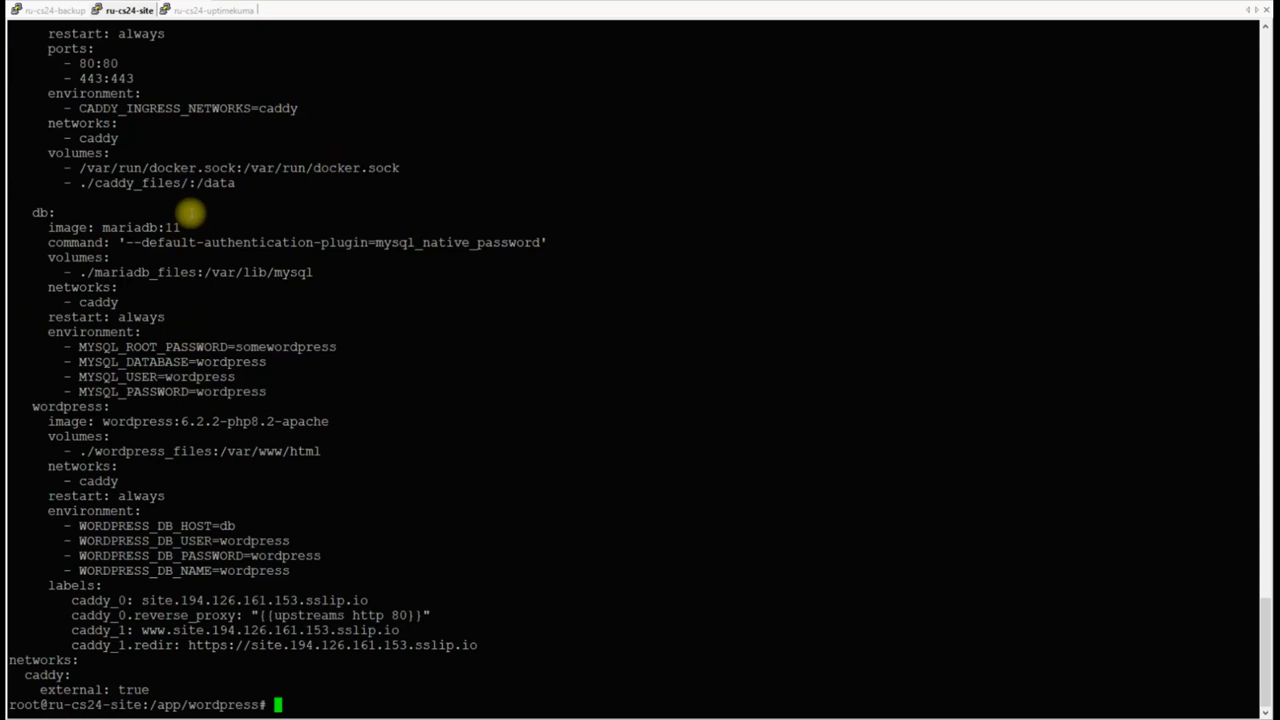 ru-cs24-backup ru-cs24-site ru-cs24-uptimekuma
    restart: always
    ports:
      - 80:80
      - 443:443
    environment:
      - CADDY_INGRESS_NETWORKS=caddy
    networks:
      - caddy
    volumes:
      - /var/run/docker.sock:/var/run/docker.sock
      - ./caddy_files/:/data
  db:
    image: mariadb:11
    command: '--default-authentication-plugin=mysql_native_password'
    volumes:
      - ./mariadb_files:/var/lib/mysql
    networks:
      - caddy
    restart: always
    environment:
      - MYSQL_ROOT_PASSWORD=somewordpress
      - MYSQL_DATABASE=wordpress
      - MYSQL_USER=wordpress
      - MYSQL_PASSWORD=wordpress
  wordpress:
    image: wordpress:6.2.2-php8.2-apache
    volumes:
      - ./wordpress_files:/var/www/html
    networks:
      - caddy
    restart: always
    environment:
      - WORDPRESS_DB_HOST=db
      - WORDPRESS_DB_USER=wordpress
      - WORDPRESS_DB_PASSWORD=wordpress
      - WORDPRESS_DB_NAME=wordpress
    labels:
       caddy_0: site.194.126.161.153.sslip.io
       caddy_0.reverse_proxy: "{{upstreams http 80}}"
       caddy_1: www.site.194.126.161.153.sslip.io
       caddy_1.redir: https://site.194.126.161.153.sslip.io
networks:
  caddy:
    external: true
root@ru-cs24-site:/app/wordpress#